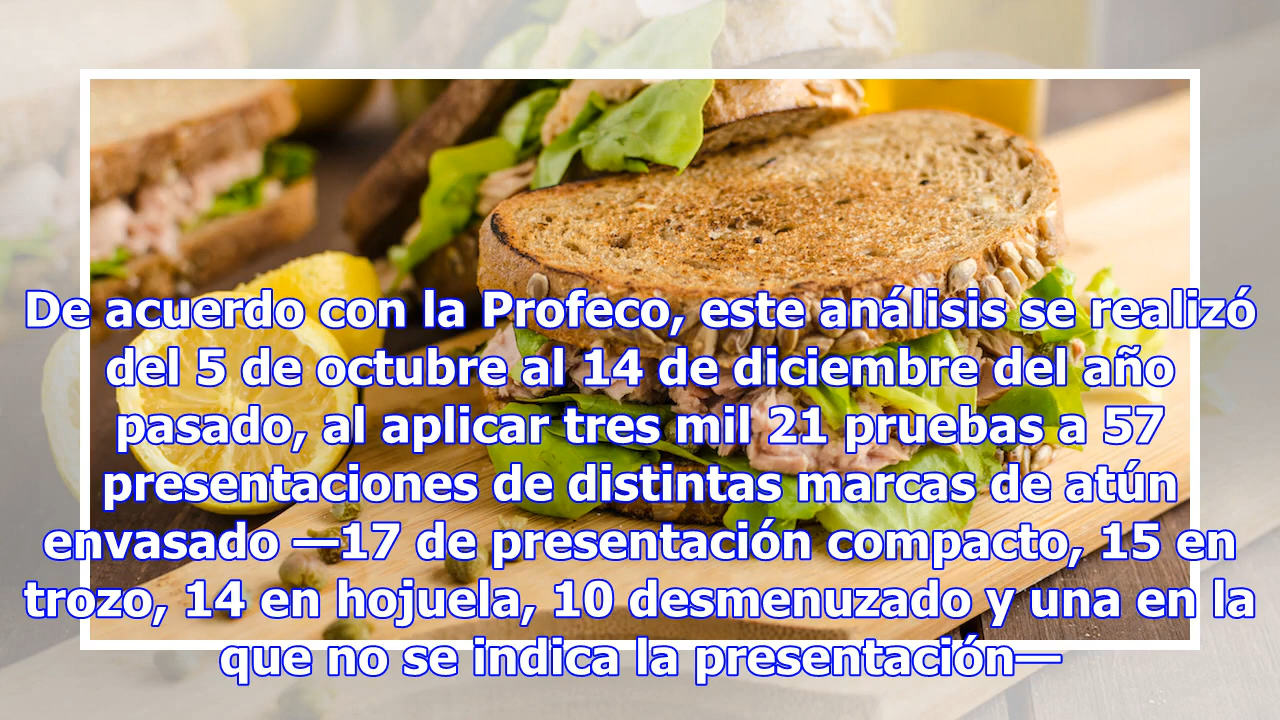 De acuerdo con la Profeco, este análisis se realizó
del 5 de octubre al 14 de diciembre del año
pasado, al aplicar tres mil 21 pruebas a 57
presentaciones de distintas marcas de atún
envasado —17 de presentación compacto, 15 en
trozo, 14 en hojuela, 10 desmenuzado y una en la
que no se indica la presentación—